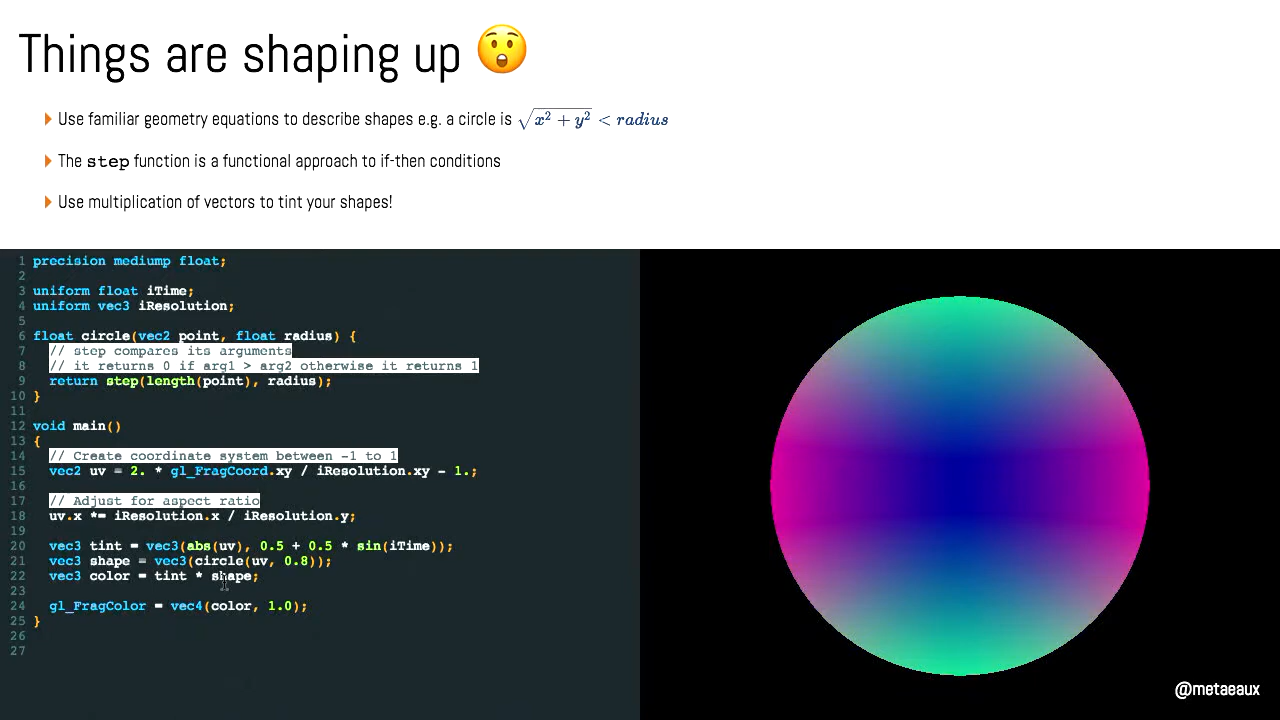 Things are shaping up 😲
Use familiar geometry equations to describe shapes e.g. a circle is √x² + y² < radius
The step function is a functional approach to if-then conditions
Use multiplication of vectors to tint your shapes!
1 precision mediump float;
2
3 uniform float iTime;
4 uniform vec3 iResolution;
5
6 float circle(vec2 point, float radius) {
7 // step compares its arguments
8 // it returns 0 if arg1 > arg2 otherwise it returns 1
9 return step(length(point), radius);
10 }
11
12 void main()
13 {
14 // Create coordinate system between -1 to 1
15 vec2 uv = 2. * gl_FragCoord.xy / iResolution.xy - 1.;
16
17 // Adjust for aspect ratio
18 uv.x *= iResolution.x / iResolution.y;
19
20 vec3 tint = vec3(abs(uv), 0.5 + 0.5 * sin(iTime));
21 vec3 shape = vec3(circle(uv, 0.8));
22 vec3 color = tint * shape;
23
24 gl_FragColor = vec4(color, 1.0);
25 }
26
27
@metaeaux